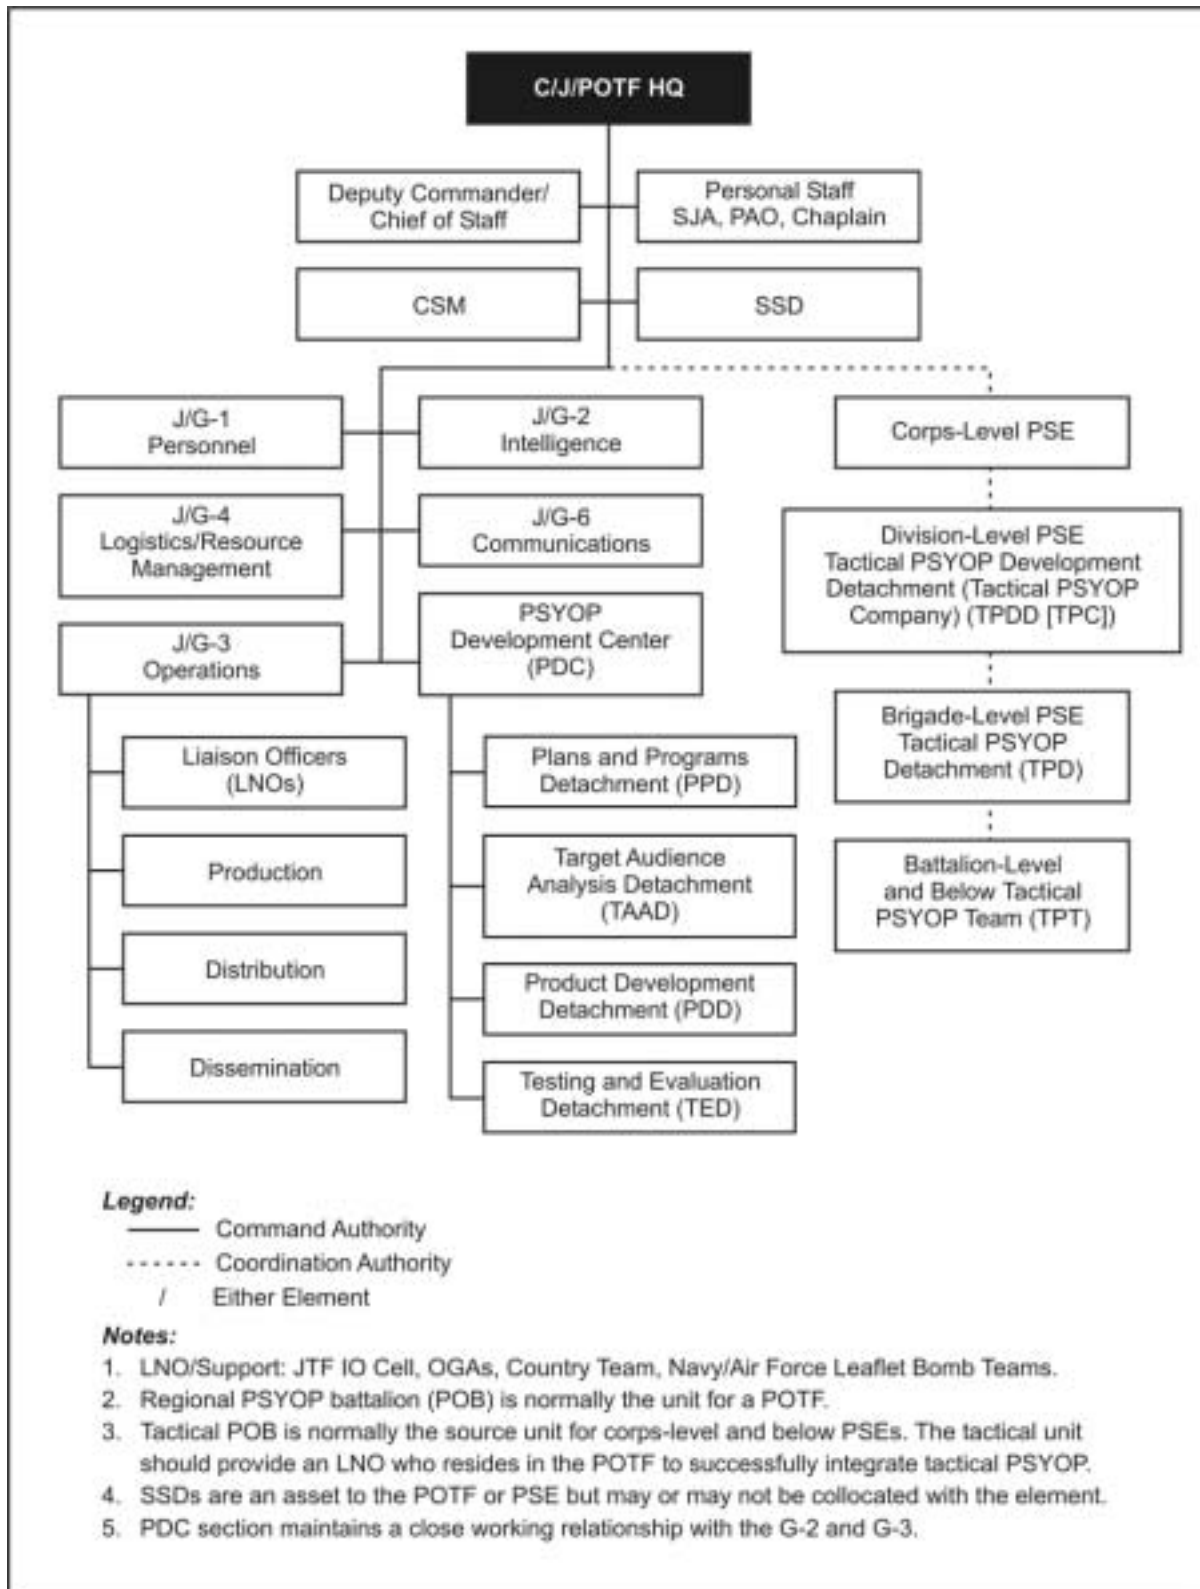 C/J/POTF HQ
Deputy Commander/
Chief of Staff
Personal Staff
SJA, PAO, Chaplain
CSM
SSD
J/G-1
Personnel
J/G-2
Intelligence
Corps-Level PSE
J/G-4
Logistics/Resource
Management
J/G-6
Communications
Division-Level PSE
Tactical PSYOP Development
Detachment (Tactical PSYOP
Company) (TPDD [TPC])
J/G-3
Operations
PSYOP
Development Center
(PDC)
Brigade-Level PSE
Tactical PSYOP
Detachment (TPD)
Liaison Officers
(LNOs)
Plans and Programs
Detachment (PPD)
Production
Target Audience
Analysis Detachment
(TAAD)
Battalion-Level
and Below Tactical
PSYOP Team (TPT)
Distribution
Product Development
Detachment (PDD)
Dissemination
Testing and Evaluation
Detachment (TED)
Legend:
Command Authority
Coordination Authority
/ Either Element
Notes:
1. LNO/Support: JTF IO Cell, OGAs, Country Team, Navy/Air Force Leaflet Bomb Teams.
2. Regional PSYOP battalion (POB) is normally the unit for a POTF.
3. Tactical POB is normally the source unit for corps-level and below PSEs. The tactical unit
should provide an LNO who resides in the POTF to successfully integrate tactical PSYOP.
4. SSDs are an asset to the POTF or PSE but may or may not be collocated with the element.
5. PDC section maintains a close working relationship with the G-2 and G-3.